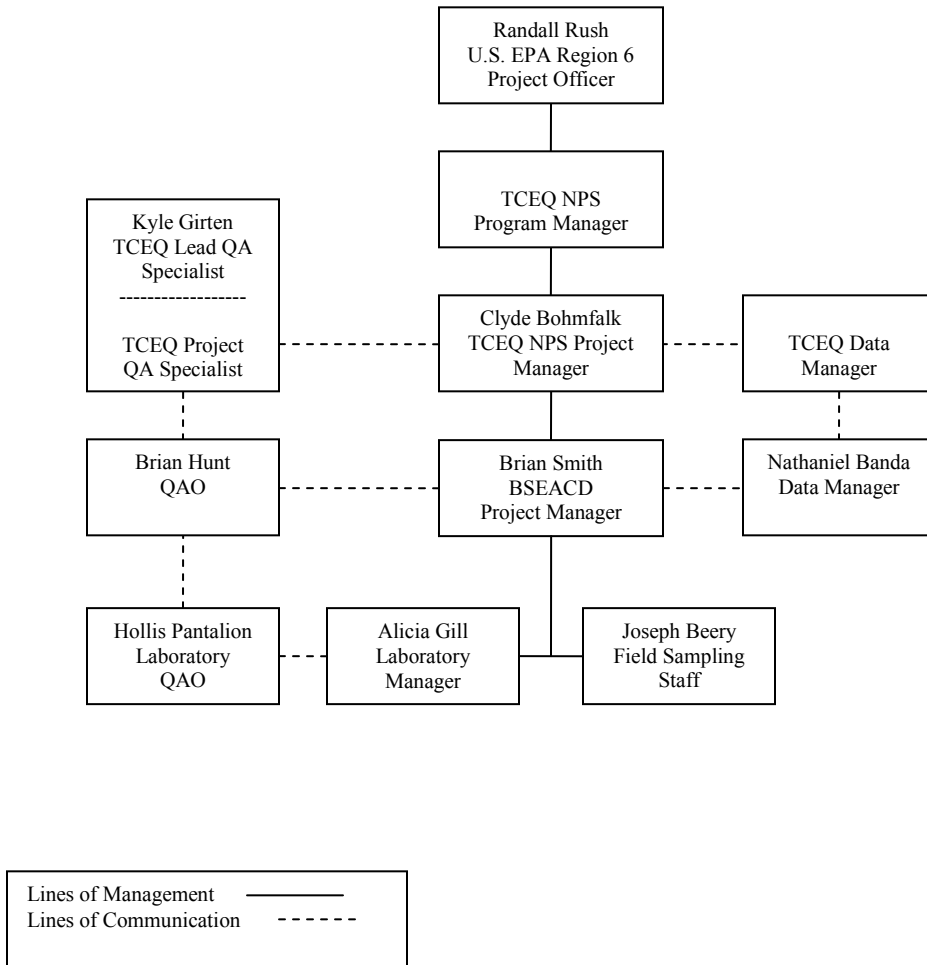 Randall Rush
U.S. EPA Region 6
Project Officer
TCEQ NPS
Program Manager
Kyle Girten
TCEQ Lead QA
Specialist
------------------
TCEQ Project
QA Specialist
Clyde Bohmfalk
TCEQ NPS Project
Manager
TCEQ Data
Manager
Brian Hunt
QAO
Brian Smith
BSEACD
Project Manager
Nathaniel Banda
Data Manager
Hollis Pantalion
Laboratory
QAO
Alicia Gill
Laboratory
Manager
Joseph Beery
Field Sampling
Staff
Lines of Management
Lines of Communication